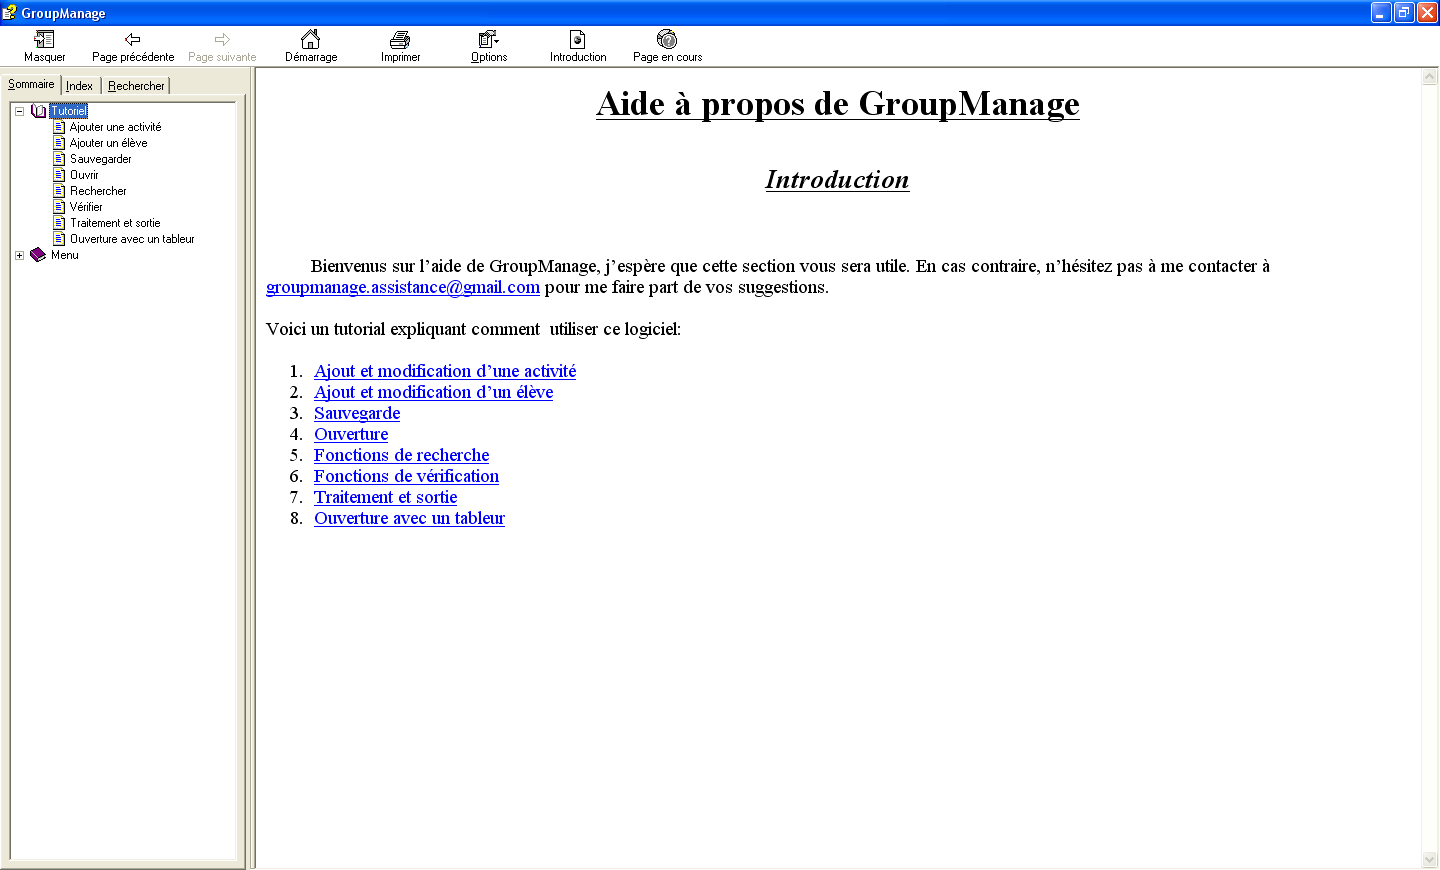 GroupManage
Masquer Page précédente Page suivante Démarrage Imprimer Options Introduction Page en cours
Sommaire Index Rechercher
Tutoriel
Ajouter une activité
Ajouter un élève
Sauvegarder
Ouvrir
Rechercher
Vérifier
Traitement et sortie
Ouverture avec un tableur
Menu
Aide à propos de GroupManage
Introduction
Bienvenus sur l’aide de GroupManage, j’espère que cette section vous sera utile. En cas contraire, n’hésitez pas à me contacter à
groupmanage.assistance@gmail.com pour me faire part de vos suggestions.
Voici un tutorial expliquant comment  utiliser ce logiciel:
1. Ajout et modification d’une activité
2. Ajout et modification d’un élève
3. Sauvegarde
4. Ouverture
5. Fonctions de recherche
6. Fonctions de vérification
7. Traitement et sortie
8. Ouverture avec un tableur